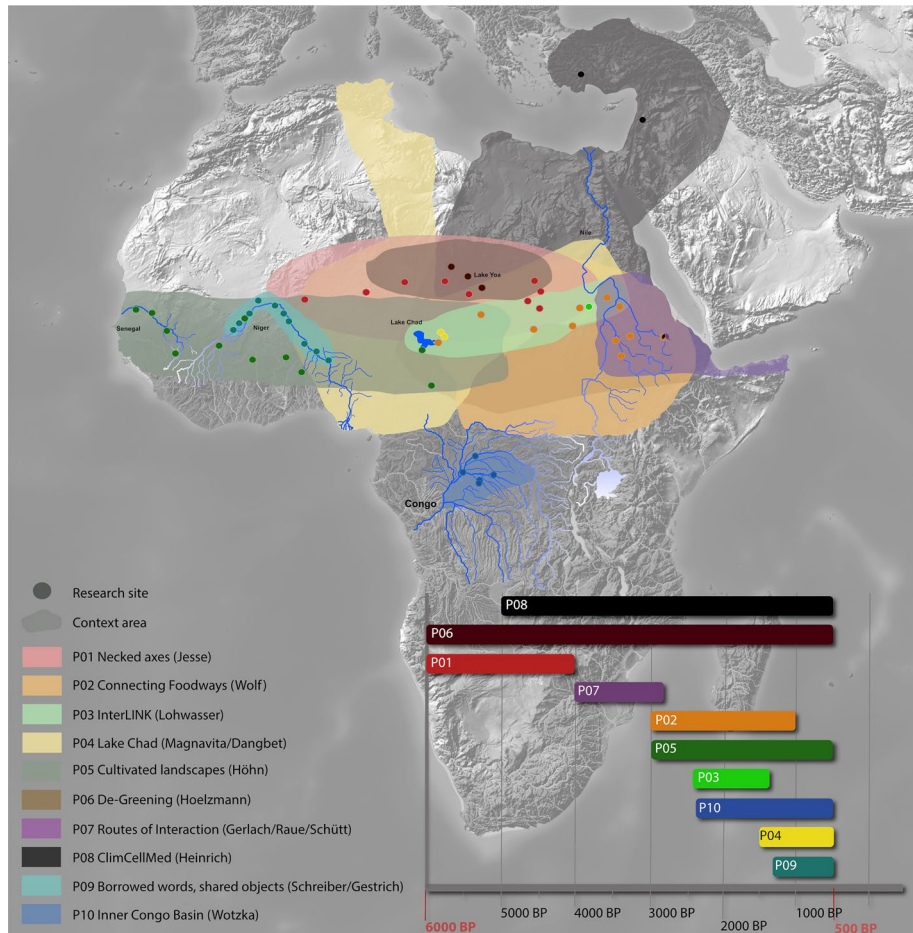 Nile
Lake Yoa
Lake Chad
Senegal
Niger
Congo
Research site
Context area
P01 Necked axes (Jesse)
P02 Connecting Foodways (Wolf)
P03 InterLINK (Lohwasser)
P04 Lake Chad (Magnavita/Dangbet)
P05 Cultivated landscapes (Höhn)
P06 De-Greening (Hoelzmann)
P07 Routes of Interaction (Gerlach/Raue/Schütt)
P08 ClimCellMed (Heinrich)
P09 Borrowed words, shared objects (Schreiber/Gestrich)
P10 Inner Congo Basin (Wotzka)
P08
P06
P01
P07
P02
P05
P03
P10
P04
P09
6000 BP
5000 BP
4000 BP
3000 BP
2000 BP
1000 BP
500 BP